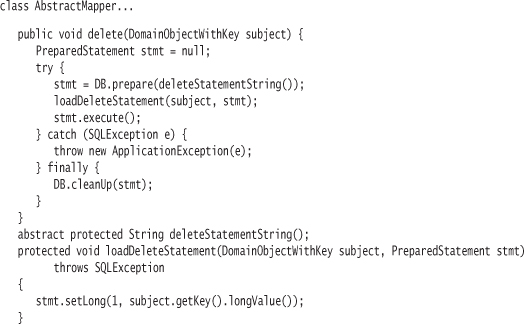 class AbstractMapper...
public void delete(DomainObjectWithKey subject) {
PreparedStatement stmt = null;
try {
stmt = DB.prepare(deleteStatementString());
loadDeleteStatement(subject, stmt);
stmt.execute();
} catch (SQLException e) {
throw new ApplicationException(e);
} finally {
DB.cleanUp(stmt);
}
}
abstract protected String deleteStatementString();
protected void loadDeleteStatement(DomainObjectWithKey subject, PreparedStatement stmt)
throws SQLException
{
stmt.setLong(1, subject.getKey().longValue());
}